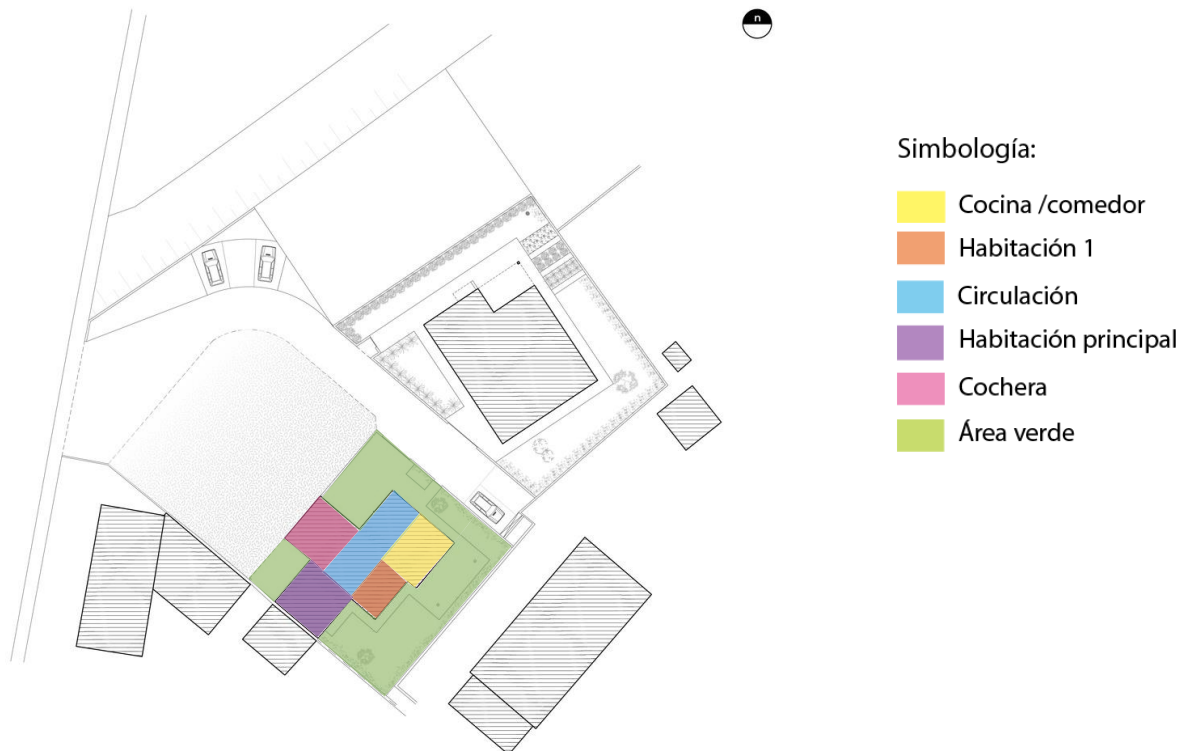 n
Simbología:
Cocina /comedor
Habitación 1
Circulación
Habitación principal
Cochera
Área verde